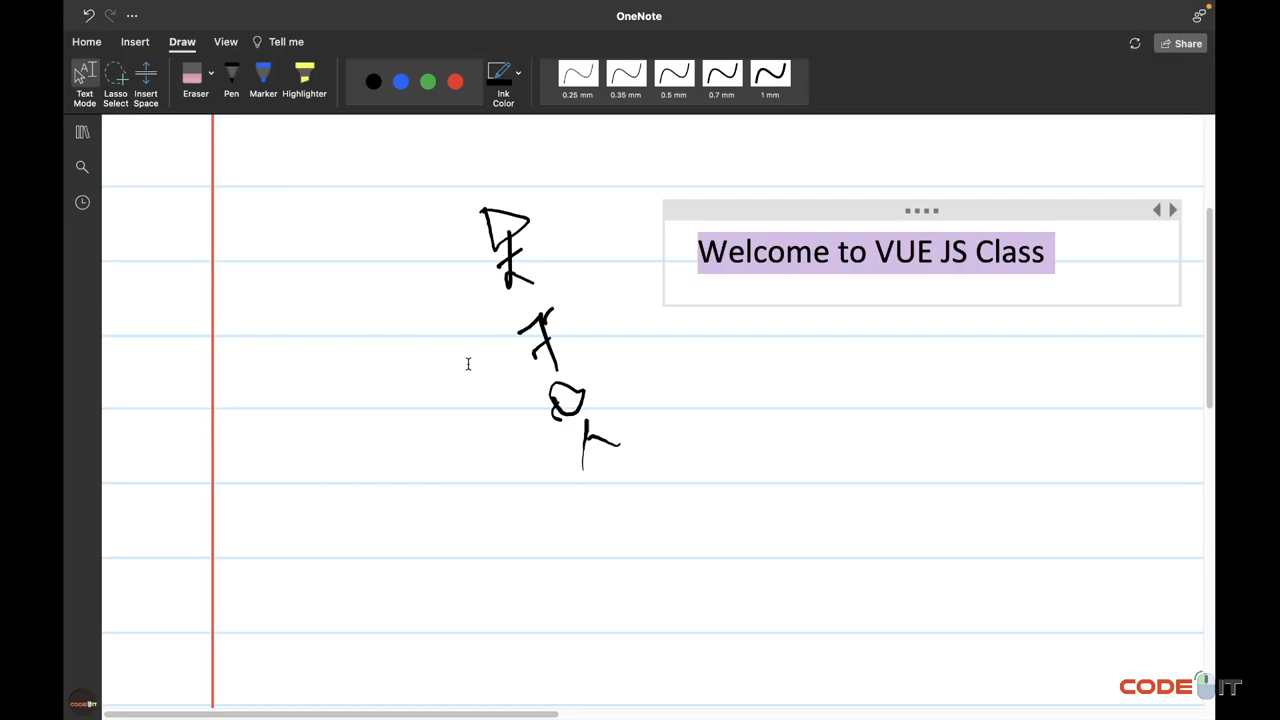 OneNote
Home Insert Draw View Tell me
Share
Text Mode
Lasso Select
Insert Space
Eraser
Pen
Marker
Highlighter
Ink Color
0.25 mm
0.35 mm
0.5 mm
0.7 mm
1 mm
Welcome to VUE JS Class
CODE IT